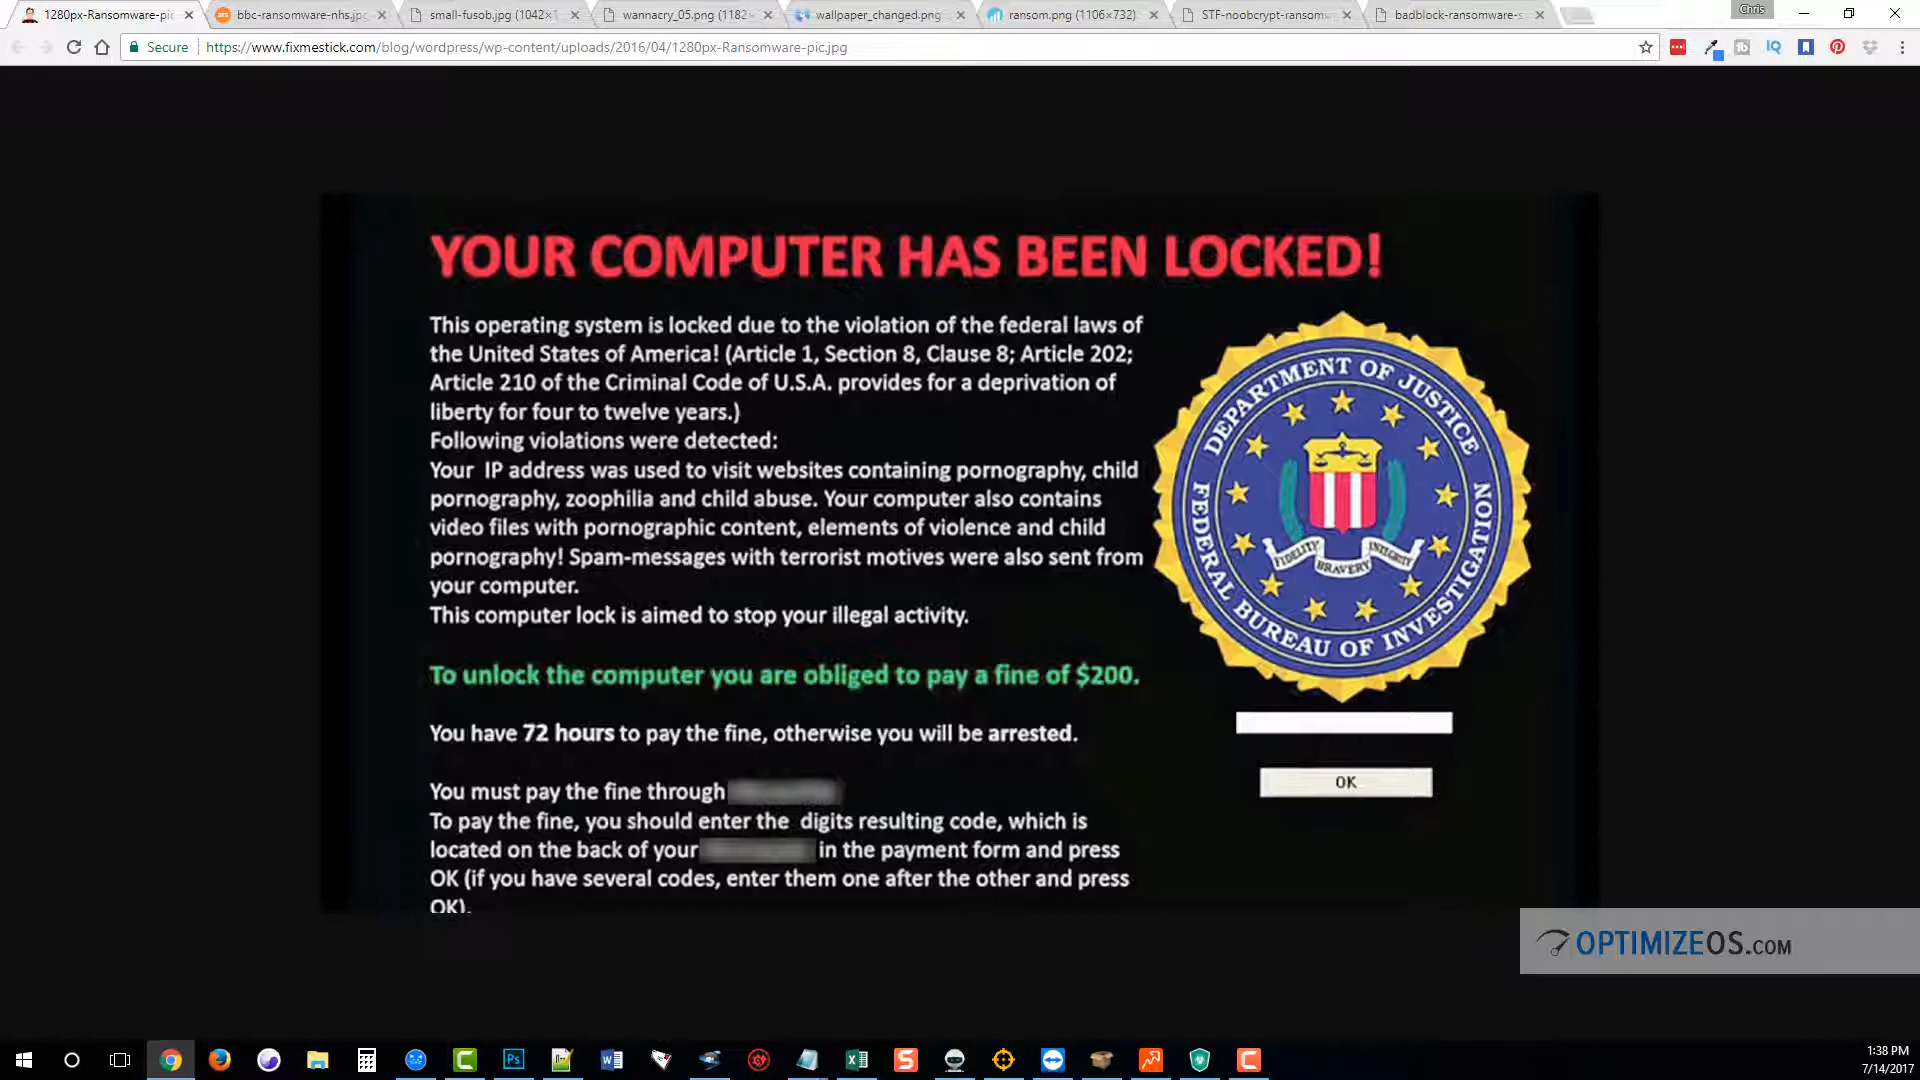 1280px-Ransomware-pic
bbc-ransomware-nhs.jpg
small-fusob.jpg (1042×1
wannacry_05.png (1182
wallpaper_changed.png
ransom.png (1106×732)
STF-noobcrypt-ransom
badblock-ransomware-s
Chris
Secure
https://www.fixmestick.com/blog/wordpress/wp-content/uploads/2016/04/1280px-Ransomware-pic.jpg
YOUR COMPUTER HAS BEEN LOCKED!
This operating system is locked due to the violation of the federal laws of
the United States of America! (Article 1, Section 8, Clause 8; Article 202;
Article 210 of the Criminal Code of U.S.A. provides for a deprivation of
liberty for four to twelve years.)
Following violations were detected:
Your IP address was used to visit websites containing pornography, child
pornography, zoophilia and child abuse. Your computer also contains
video files with pornographic content, elements of violence and child
pornography! Spam-messages with terrorist motives were also sent from
your computer.
This computer lock is aimed to stop your illegal activity.
To unlock the computer you are obliged to pay a fine of $200.
You have 72 hours to pay the fine, otherwise you will be arrested.
You must pay the fine through
To pay the fine, you should enter the digits resulting code, which is
located on the back of your in the payment form and press
OK (if you have several codes, enter them one after the other and press
OK).
DEPARTMENT OF JUSTICE
FEDERAL BUREAU OF INVESTIGATION
FIDELITY BRAVERY INTEGRITY
OK
OPTIMIZEOS.COM
1:38 PM
7/14/2017